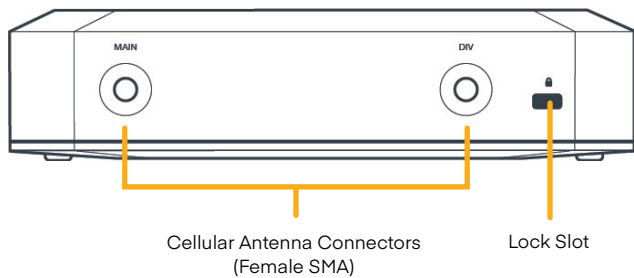 MAIN
DIV
Cellular Antenna Connectors
(Female SMA)
Lock Slot